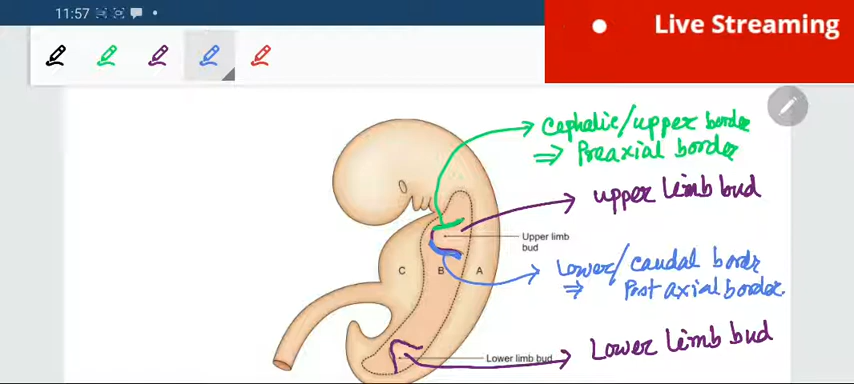 11:57
Live Streaming
Cephalic/upper border
⇒ Preaxial border
upper limb bud
Upper limb
bud
Lower/caudal bordr
⇒ Post axial border
C
B
A
Lower limb bud
Lower limb bud